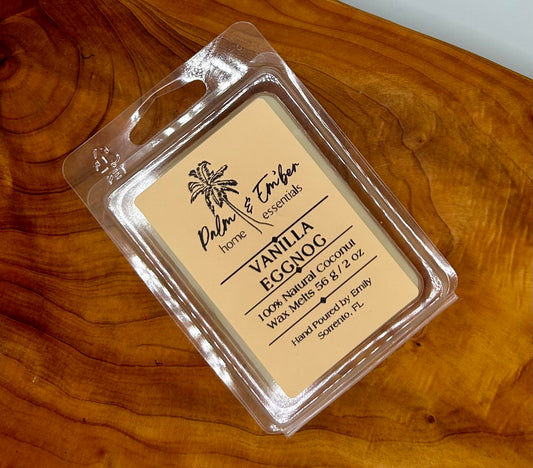 Palm & Ember
home essentials
VANILLA
EGGNOG
100% Natural Coconut
Wax Melts 56 g / 2 oz
Hand Poured by Emily
Sorrento, FL